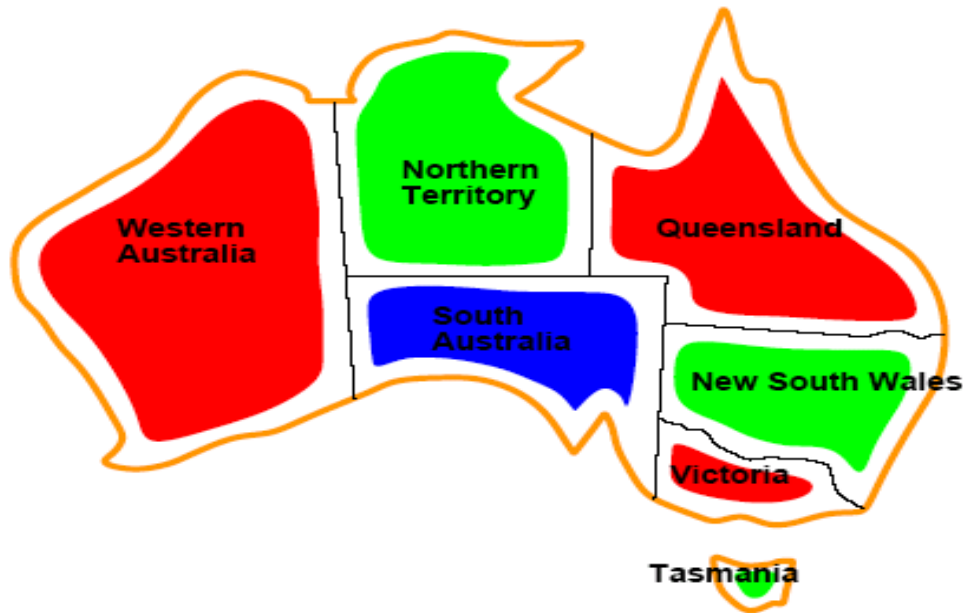 Northern
Territory
Western
Australia
Queensland
South
Australia
New South Wales
Victoria
Tasmania